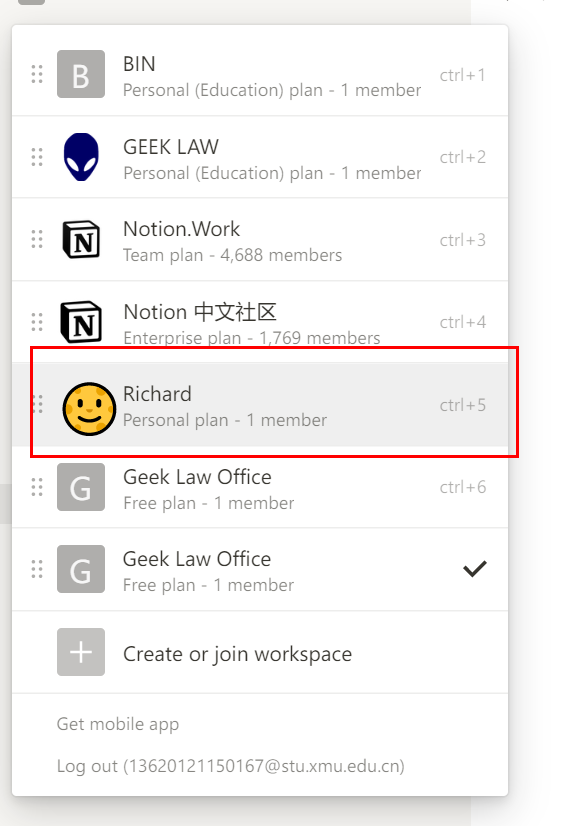 B
BIN
Personal (Education) plan - 1 member
ctrl+1
GEEK LAW
Personal (Education) plan - 1 member
ctrl+2
N
Notion.Work
Team plan - 4,688 members
ctrl+3
N
Notion 中文社区
Enterprise plan - 1,769 members
ctrl+4
Richard
Personal plan - 1 member
ctrl+5
G
Geek Law Office
Free plan - 1 member
ctrl+6
G
Geek Law Office
Free plan - 1 member
Create or join workspace
Get mobile app
Log out (13620121150167@stu.xmu.edu.cn)